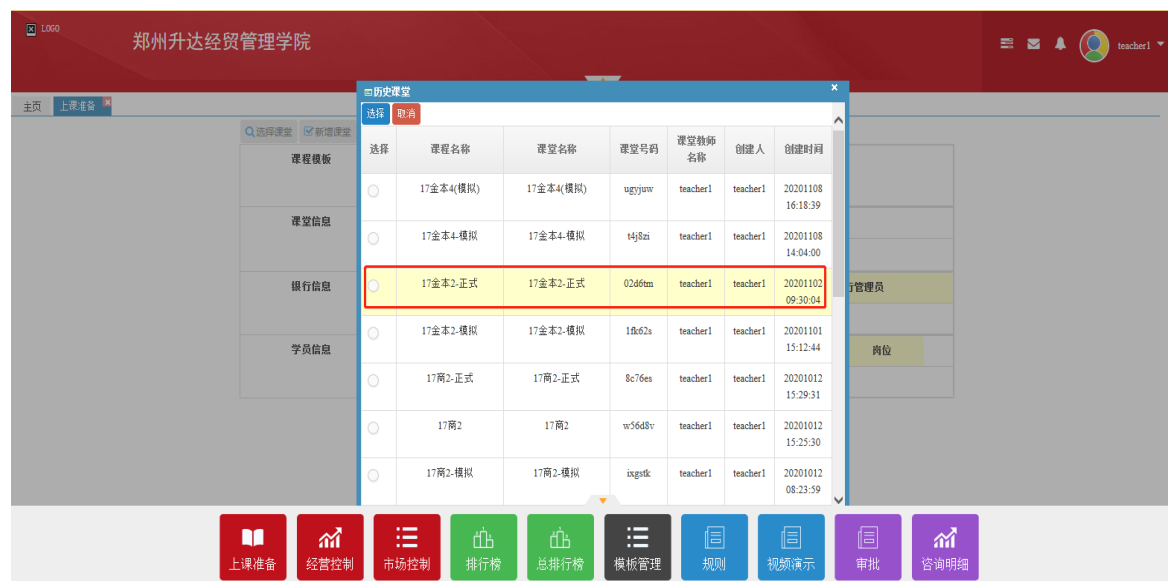 LOGO
郑州升达经贸管理学院
teacher1
主页 上课准备
历史课堂
选择 取消
选择课堂 新增课堂
选择 课程名称 课堂名称 课堂号码 课堂教师名称 创建人 创建时间
课程模板
17金本4(模拟) 17金本4(模拟) ugyjuw teacher1 teacher1 20201108 16:18:39
课堂信息
17金本4-模拟 17金本4-模拟 t4j8zi teacher1 teacher1 20201108 14:04:00
银行信息
17金本2-正式 17金本2-正式 02d6tm teacher1 teacher1 20201102 09:30:04
行管理员
17金本2-模拟 17金本2-模拟 1fk62s teacher1 teacher1 20201101 15:12:44
学员信息
岗位
17商2-正式 17商2-正式 8c76es teacher1 teacher1 20201012 15:29:31
17商2 17商2 w56d8v teacher1 teacher1 20201012 15:25:30
17商2-模拟 17商2-模拟 ixgstk teacher1 teacher1 20201012 08:23:59
上课准备 经营控制 市场控制 排行榜 总排行榜 模板管理 规则 视频演示 审批 咨询明细